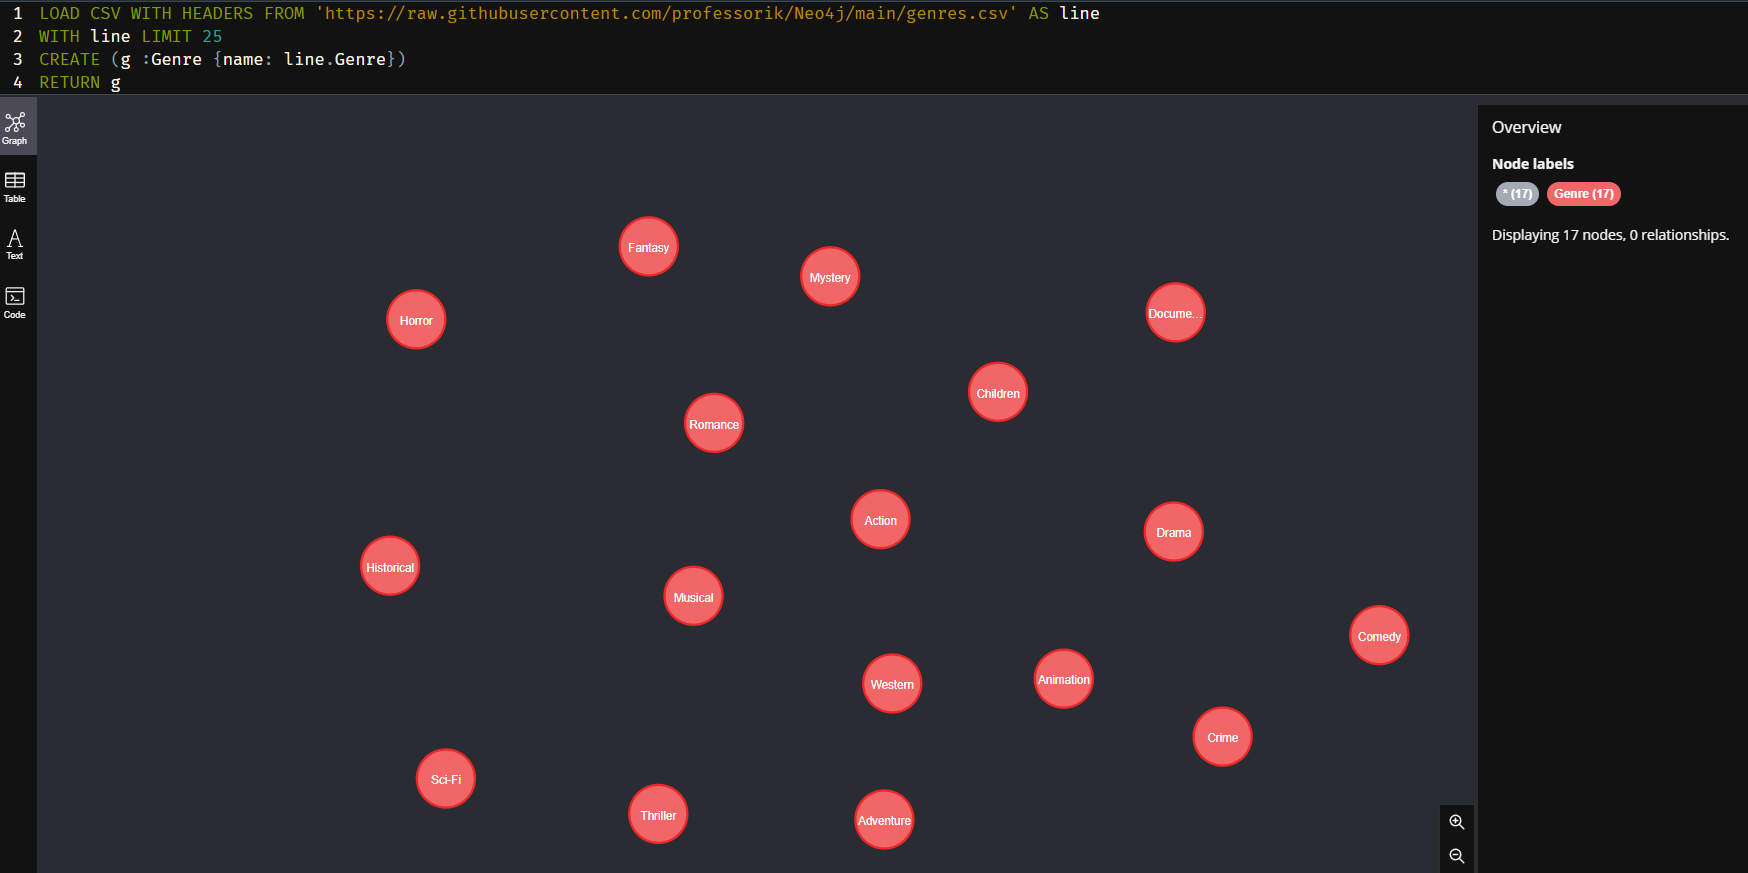 1 LOAD CSV WITH HEADERS FROM 'https://raw.githubusercontent.com/professorik/Neo4j/main/genres.csv' AS line
2 WITH line LIMIT 25
3 CREATE (g :Genre {name: line.Genre})
4 RETURN g
Graph
Table
Text
Code
Fantasy
Mystery
Horror
Docume...
Children
Romance
Action
Drama
Historical
Musical
Comedy
Western
Animation
Crime
Sci-Fi
Thriller
Adventure
Overview
Node labels
* (17) Genre (17)
Displaying 17 nodes, 0 relationships.